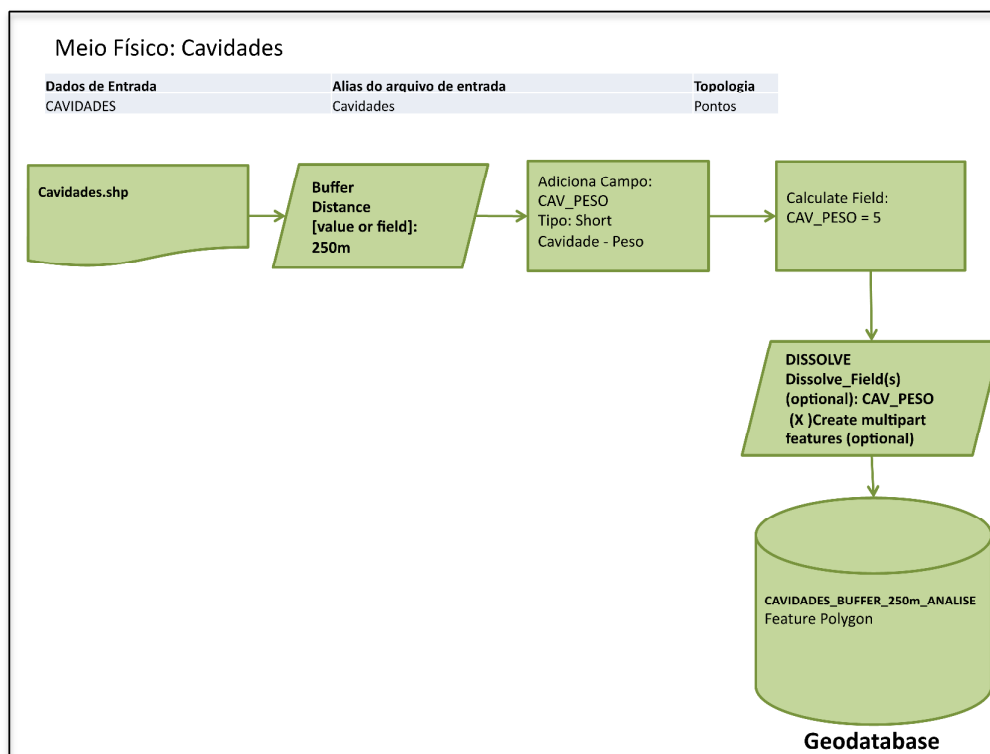 Meio Físico: Cavidades
Dados de Entrada Alias do arquivo de entrada Topologia
CAVIDADES Cavidades Pontos
Cavidades.shp
Buffer
Distance
[value or field]:
250m
Adiciona Campo:
CAV_PESO
Tipo: Short
Cavidade - Peso
Calculate Field:
CAV_PESO = 5
DISSOLVE
Dissolve_Field(s)
(optional): CAV_PESO
(X )Create multipart
features (optional)
CAVIDADES_BUFFER_250m_ANALISE
Feature Polygon
Geodatabase